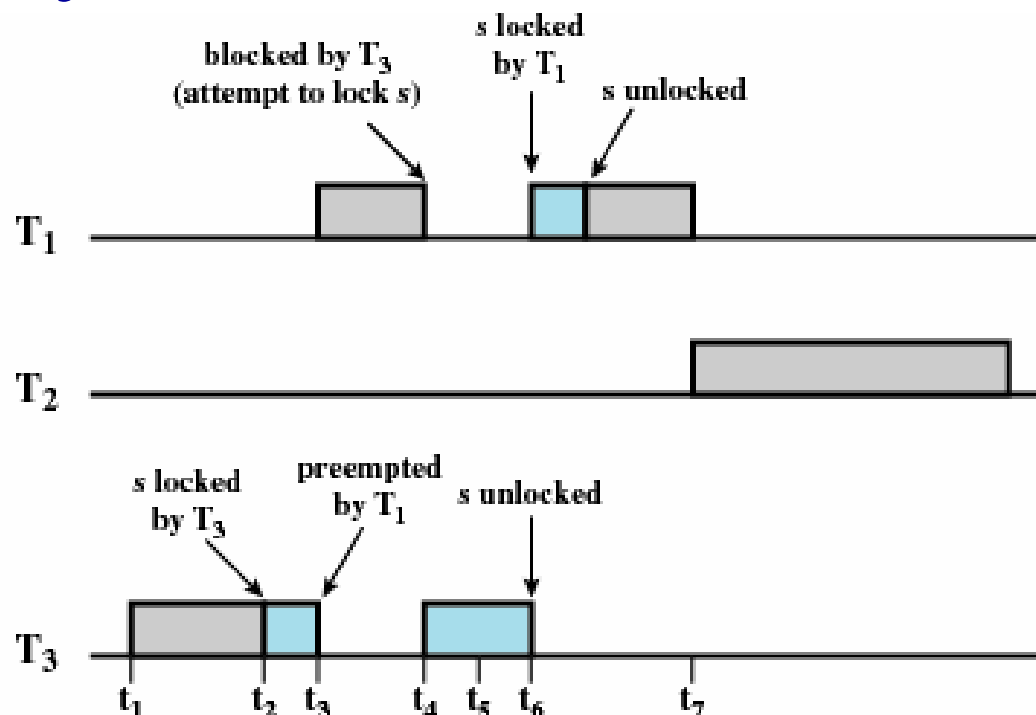 s locked
by T₁
blocked by T₃
(attempt to lock s)
s unlocked
T₁
T₂
s locked
by T₃
preempted
by T₁
s unlocked
T₃
t₁ t₂ t₃ t₄ t₅ t₆ t₇